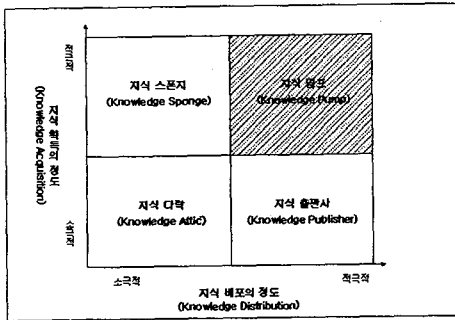 적극적
지식 스폰지
(Knowledge Sponge)
지식 펌프
(Knowledge Pump)
지식 획득의 정도
(Knowledge Acquisition)
지식 다락
(Knowledge Attic)
지식 출판사
(Knowledge Publisher)
소극적
소극적
적극적
지식 배포의 정도
(Knowledge Distribution)